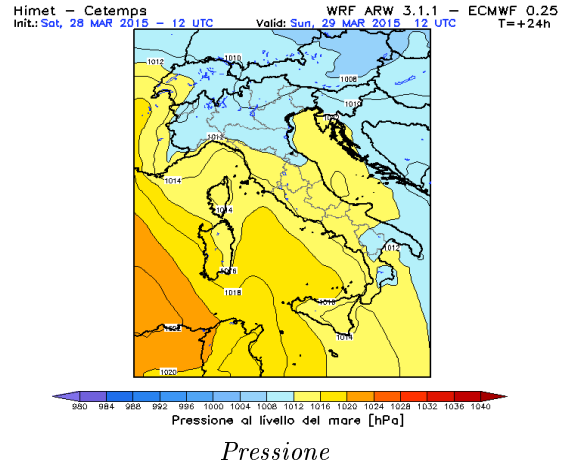 Himet – Cetemps WRF ARW 3.1.1 – ECMWF 0.25
Init.: Sat, 28 MAR 2015 – 12 UTC Valid: Sun, 29 MAR 2015 12 UTC T=+24h
1012 1010
1008
1010
1012
1014
1014
1012
1016
1018
1016
1014
1020
980 984 988 992 996 1000 1004 1008 1012 1016 1020 1024 1028 1032 1036 1040
Pressione al livello del mare [hPa]
Pressione